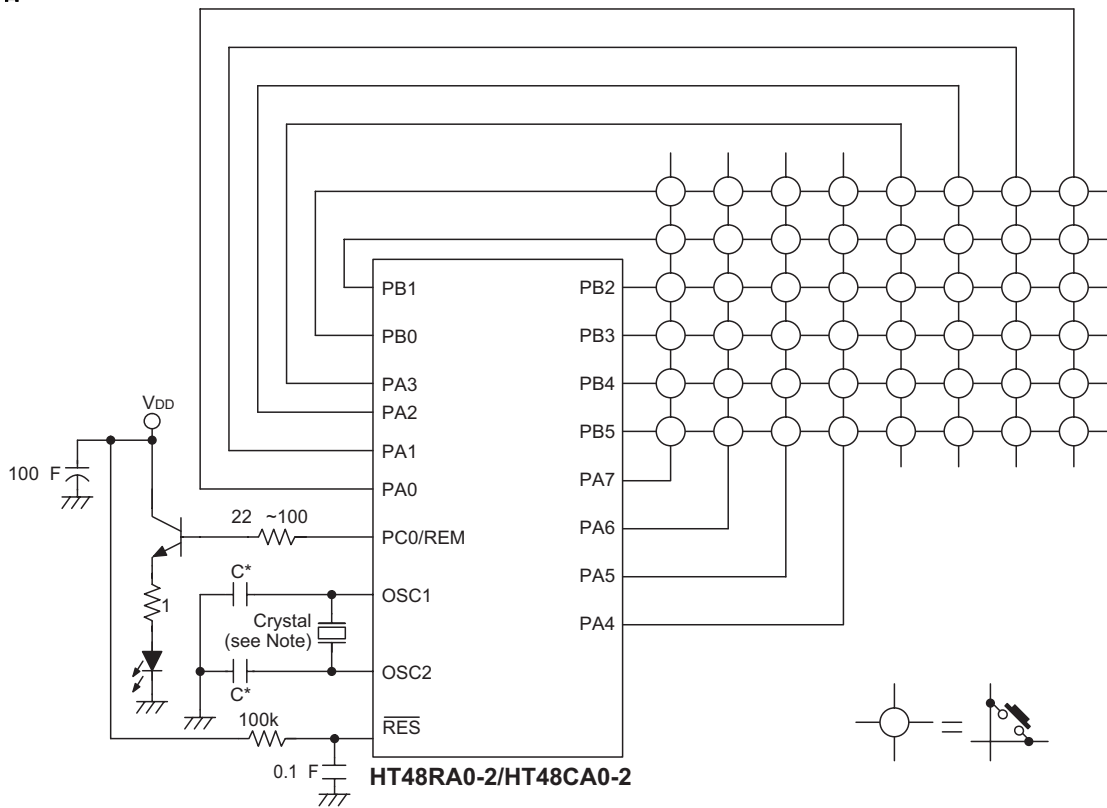 PB1
PB0
PA3
PA2
PA1
PA0
PC0/REM
OSC1
OSC2
RES
PB2
PB3
PB4
PB5
PA7
PA6
PA5
PA4
VDD
100 F
22 ~100
1
C*
Crystal
(see Note)
C*
100k
0.1 F
HT48RA0-2/HT48CA0-2